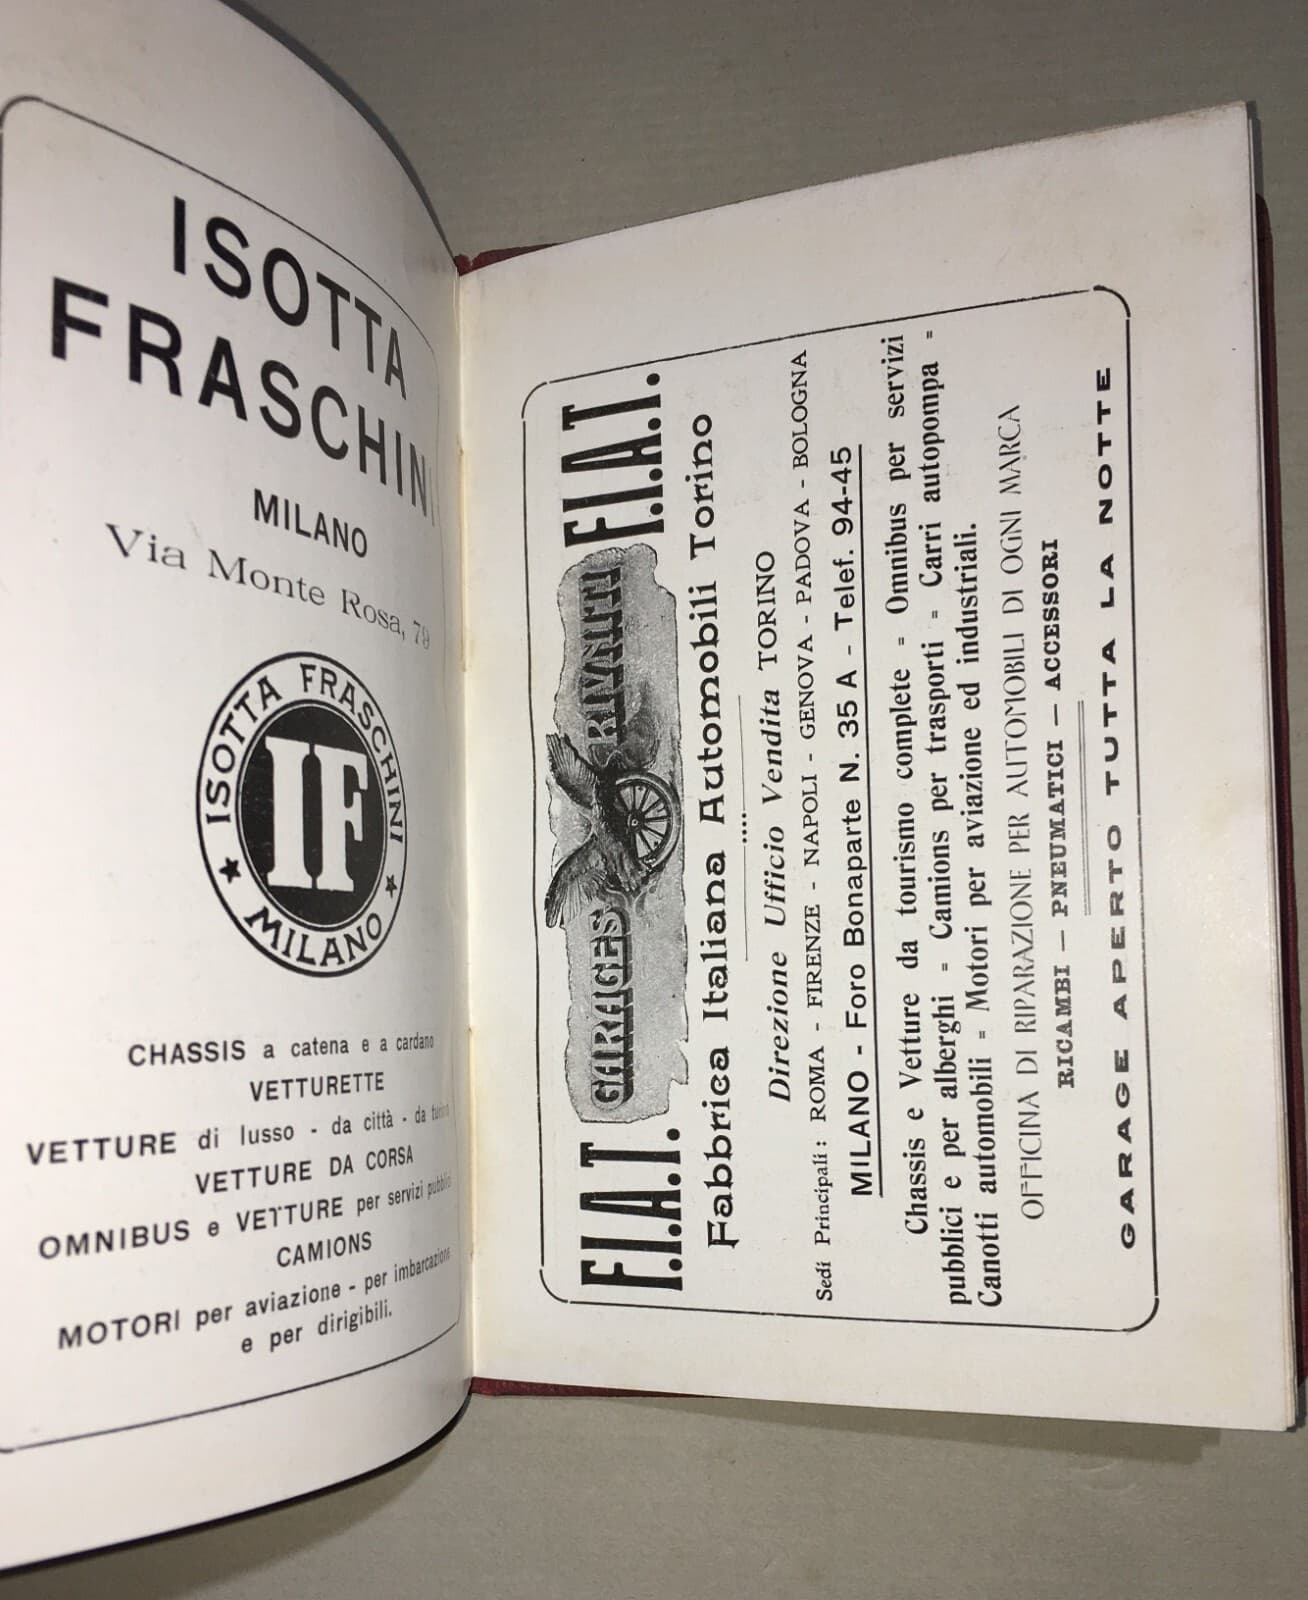 ISOTTA
FRASCHINI
MILANO
Via Monte Rosa, 79
ISOTTA FRASCHINI
IF
MILANO
CHASSIS a catena e a cardano
VETTURETTE
VETTURE di lusso - da città - da
VETTURE DA CORSA
OMNIBUS e VETTURE per servizi pubblici
CAMIONS
MOTORI per aviazione - per imbarcazioni
e per dirigibili.
F.I.A.T. GARAGES RIVNITI F.I.A.T.
Fabbrica Italiana Automobili Torino
Direzione Ufficio Vendita TORINO
Sedi Principali: ROMA - FIRENZE - NAPOLI - GENOVA - PADOVA - BOLOGNA
MILANO - Foro Bonaparte N. 35 A - Telef. 94-45
Chassis e Vetture da tourismo complete = Omnibus per servizi
pubblici e per alberghi = Camions per trasporti = Carri autopompa =
Canotti automobili = Motori per aviazione ed industriali.
OFFICINA DI RIPARAZIONE PER AUTOMOBILI DI OGNI MARCA
RICAMBI — PNEUMATICI — ACCESSORI
GARAGE APERTO TUTTA LA NOTTE